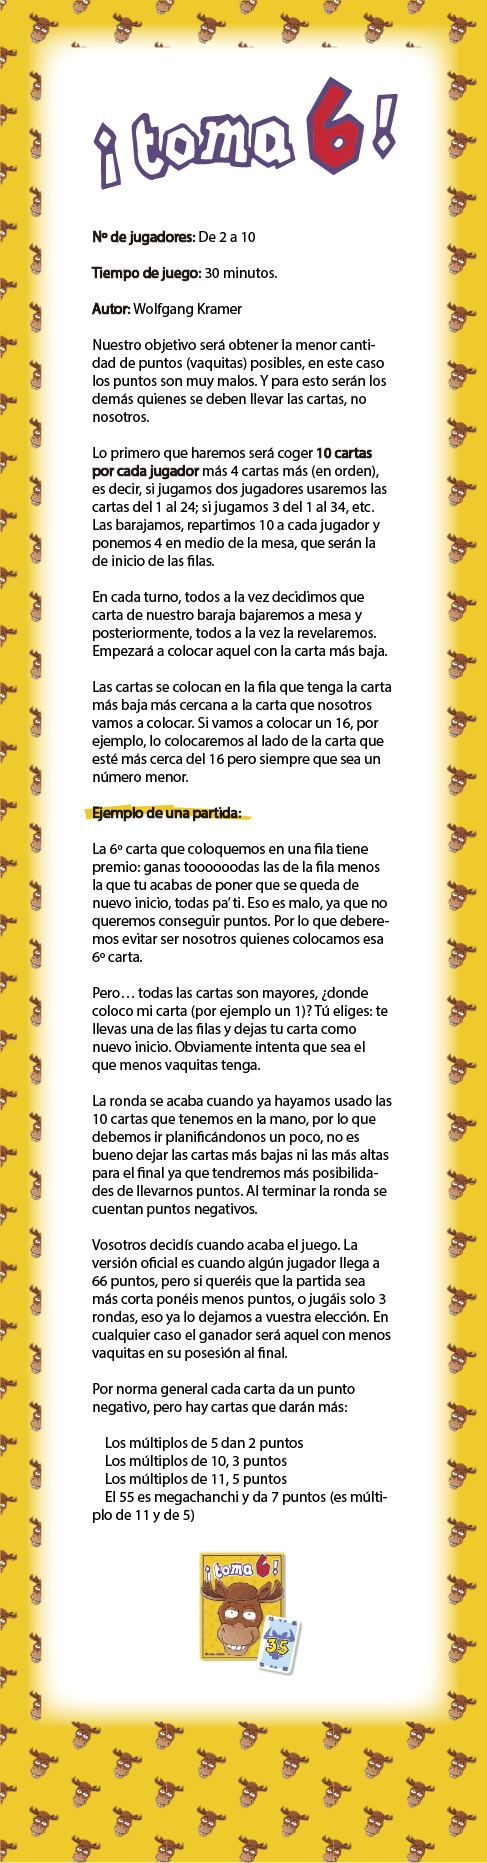 ¡toma 6!
Nº de jugadores: De 2 a 10
Tiempo de juego: 30 minutos.
Autor: Wolfgang Kramer
Nuestro objetivo será obtener la menor canti-
dad de puntos (vaquitas) posibles, en este caso
los puntos son muy malos. Y para esto serán los
demás quienes se deben llevar las cartas, no
nosotros.
Lo primero que haremos será coger 10 cartas
por cada jugador más 4 cartas más (en orden),
es decir, si jugamos dos jugadores usaremos las
cartas del 1 al 24; si jugamos 3 del 1 al 34, etc.
Las barajamos, repartimos 10 a cada jugador y
ponemos 4 en medio de la mesa, que serán la
de inicio de las filas.
En cada turno, todos a la vez decidimos que
carta de nuestro baraja bajaremos a mesa y
posteriormente, todos a la vez la revelaremos.
Empezará a colocar aquel con la carta más baja.
Las cartas se colocan en la fila que tenga la carta
más baja más cercana a la carta que nosotros
vamos a colocar. Si vamos a colocar un 16, por
ejemplo, lo colocaremos al lado de la carta que
esté más cerca del 16 pero siempre que sea un
número menor.
Ejemplo de una partida:
La 6º carta que coloquemos en una fila tiene
premio: ganas toooooodas las de la fila menos
la que tu acabas de poner que se queda de
nuevo inicio, todas pa’ ti. Eso es malo, ya que no
queremos conseguir puntos. Por lo que debere-
mos evitar ser nosotros quienes colocamos esa
6º carta.
Pero… todas las cartas son mayores, ¿donde
coloco mi carta (por ejemplo un 1)? Tú eliges: te
llevas una de las filas y dejas tu carta como
nuevo inicio. Obviamente intenta que sea el
que menos vaquitas tenga.
La ronda se acaba cuando ya hayamos usado las
10 cartas que tenemos en la mano, por lo que
debemos ir planificándonos un poco, no es
bueno dejar las cartas más bajas ni las más altas
para el final ya que tendremos más posibilida-
des de llevarnos puntos. Al terminar la ronda se
cuentan puntos negativos.
Vosotros decidís cuando acaba el juego. La
versión oficial es cuando algún jugador llega a
66 puntos, pero si queréis que la partida sea
más corta ponéis menos puntos, o jugáis solo 3
rondas, eso ya lo dejamos a vuestra elección. En
cualquier caso el ganador será aquel con menos
vaquitas en su posesión al final.
Por norma general cada carta da un punto
negativo, pero hay cartas que darán más:
Los múltiplos de 5 dan 2 puntos
Los múltiplos de 10, 3 puntos
Los múltiplos de 11, 5 puntos
El 55 es megachanchi y da 7 puntos (es múlti-
plo de 11 y de 5)
¡toma 6!
35